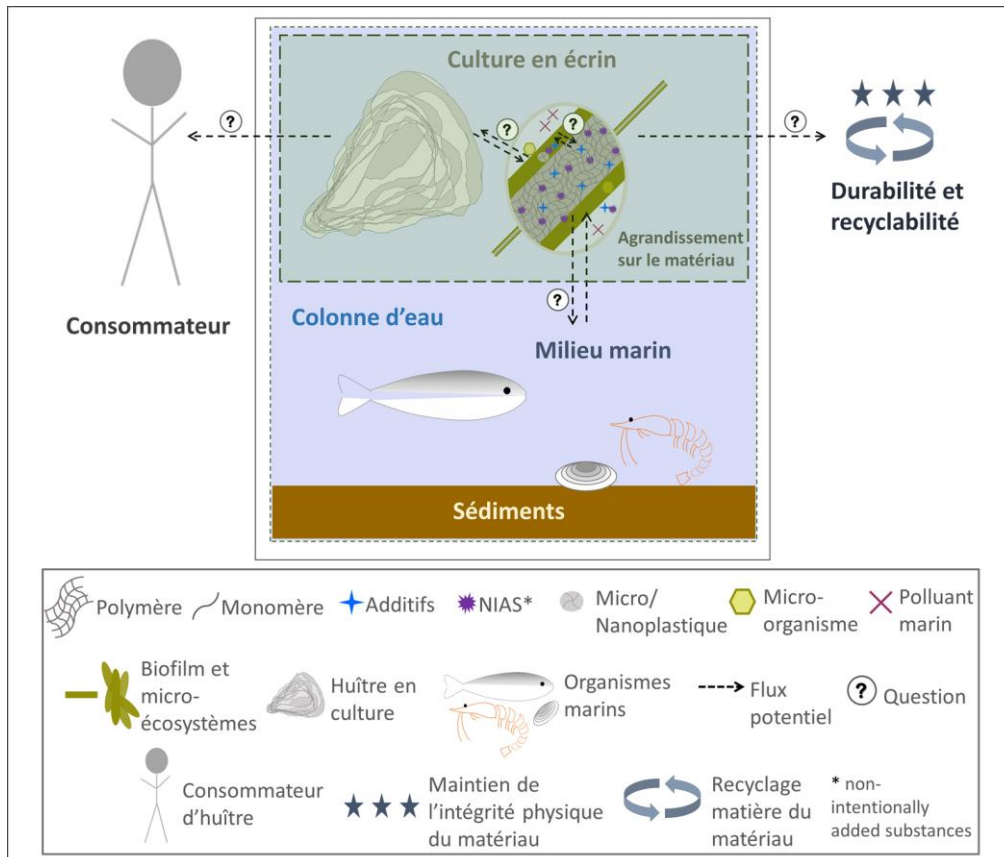 Culture en écrin
?
?
?
?
Agrandissement
sur le matériau
Durabilité et
recyclabilité
Consommateur
Colonne d'eau
?
Milieu marin
Sédiments
Polymère
Monomère
Additifs
NIAS*
Micro/
Nanoplastique
Micro-
organisme
Polluant
marin
Biofilm et
micro-
écosystèmes
Huître en
culture
Organismes
marins
Flux
potentiel
? Question
Consommateur
d'huître
Maintien de
l'intégrité physique
du matériau
Recyclage
matière du
matériau
* non-
intentionally
added substances